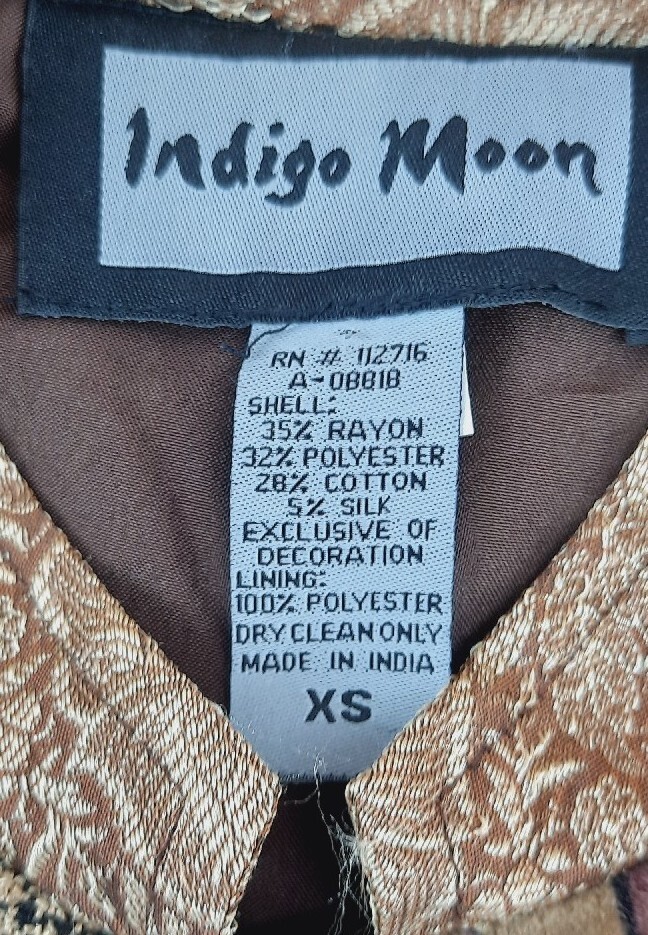 Indigo Moon
RN # 112716
A-08818
SHELL:
35% RAYON
32% POLYESTER
28% COTTON
5% SILK
EXCLUSIVE OF
DECORATION
LINING:
100% POLYESTER
DRY CLEAN ONLY
MADE IN INDIA
XS